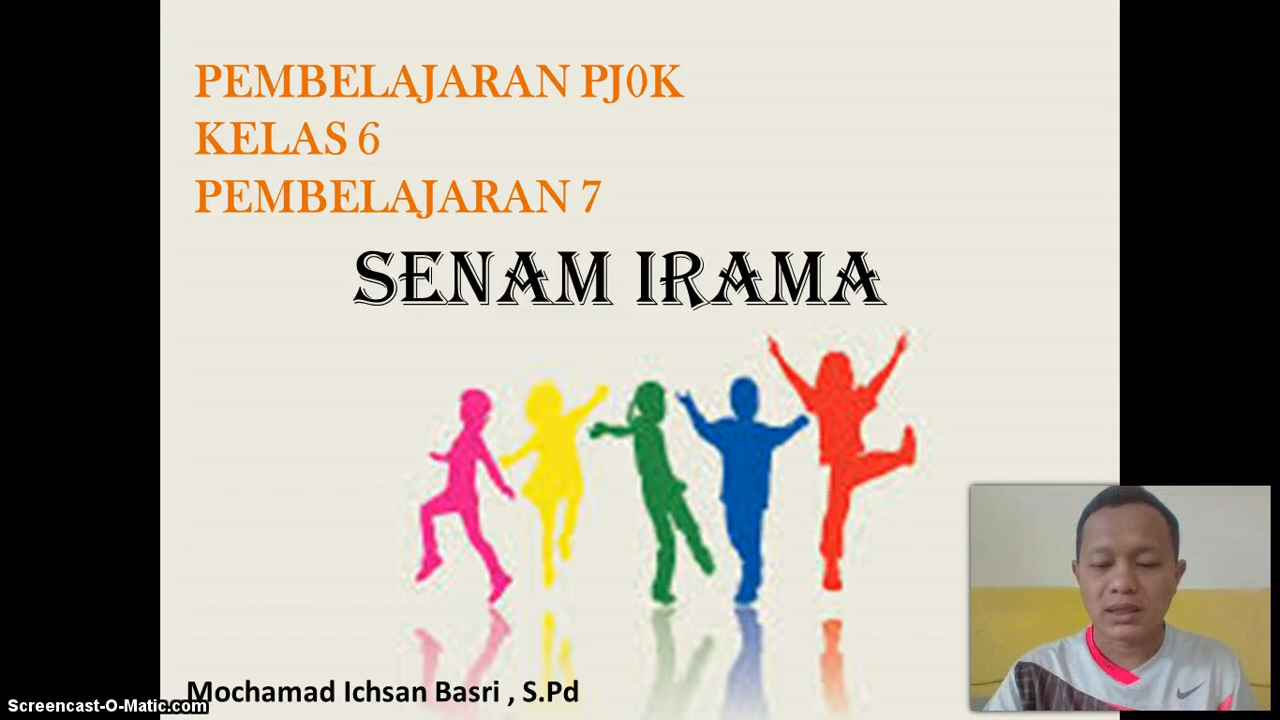 PEMBELAJARAN PJ0K
KELAS 6
PEMBELAJARAN 7
SENAM IRAMA
Mochamad Ichsan Basri , S.Pd
Screencast-O-Matic.com